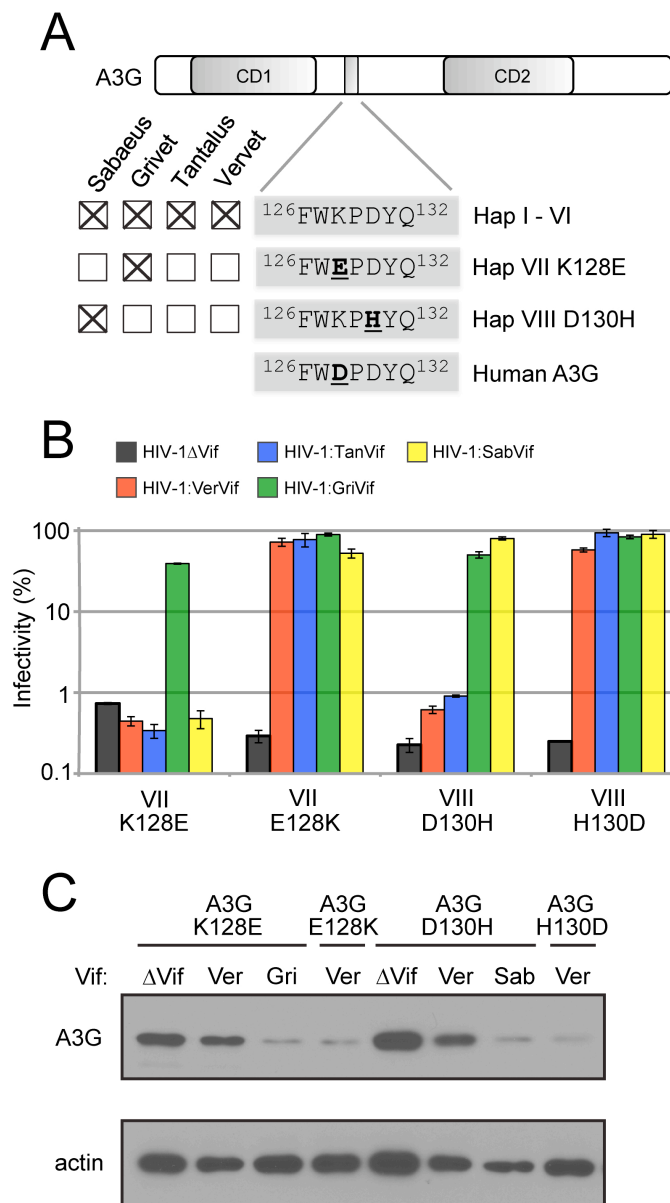 A
A3G
CD1
CD2
Sabaeus
Grivet
Tantalus
Vervet
126FWKPDYQ132 Hap I - VI
126FWEPDYQ132 Hap VII K128E
126FWKPHYQ132 Hap VIII D130H
126FWDPDYQ132 Human A3G
B
HIV-1ΔVif HIV-1:TanVif HIV-1:SabVif
HIV-1:VerVif HIV-1:GriVif
Infectivity (%)
100
10
1
0.1
VII VII VIII VIII
K128E E128K D130H H130D
C
A3G A3G A3G A3G
K128E E128K D130H H130D
Vif: ΔVif Ver Gri Ver ΔVif Ver Sab Ver
A3G
actin